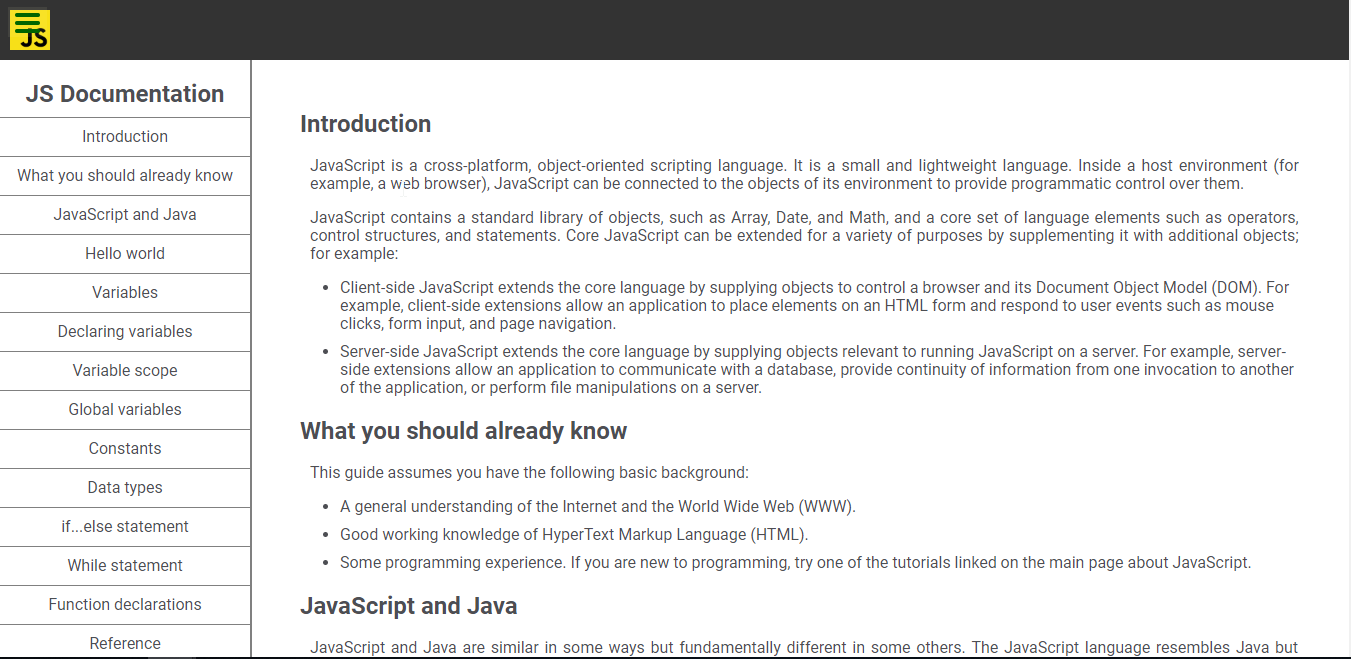 JS
JS Documentation
Introduction
What you should already know
JavaScript and Java
Hello world
Variables
Declaring variables
Variable scope
Global variables
Constants
Data types
if...else statement
While statement
Function declarations
Reference
Introduction
JavaScript is a cross-platform, object-oriented scripting language. It is a small and lightweight language. Inside a host environment (for
example, a web browser), JavaScript can be connected to the objects of its environment to provide programmatic control over them.
JavaScript contains a standard library of objects, such as Array, Date, and Math, and a core set of language elements such as operators,
control structures, and statements. Core JavaScript can be extended for a variety of purposes by supplementing it with additional objects;
for example:
• Client-side JavaScript extends the core language by supplying objects to control a browser and its Document Object Model (DOM). For
example, client-side extensions allow an application to place elements on an HTML form and respond to user events such as mouse
clicks, form input, and page navigation.
• Server-side JavaScript extends the core language by supplying objects relevant to running JavaScript on a server. For example, server-
side extensions allow an application to communicate with a database, provide continuity of information from one invocation to another
of the application, or perform file manipulations on a server.
What you should already know
This guide assumes you have the following basic background:
• A general understanding of the Internet and the World Wide Web (WWW).
• Good working knowledge of HyperText Markup Language (HTML).
• Some programming experience. If you are new to programming, try one of the tutorials linked on the main page about JavaScript.
JavaScript and Java
JavaScript and Java are similar in some ways but fundamentally different in some others. The JavaScript language resembles Java but